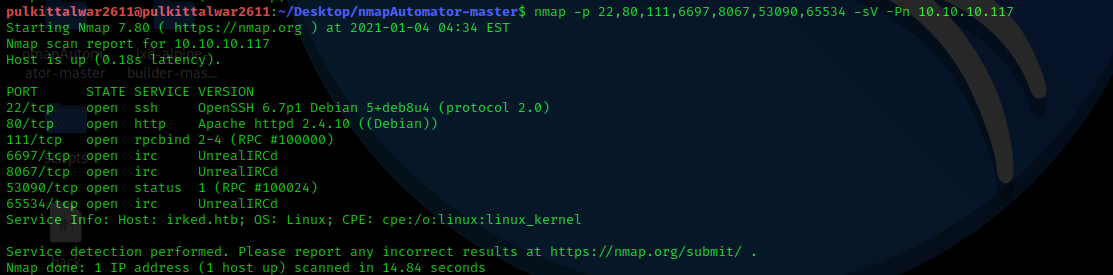 pulkittalwar2611@pulkittalwar2611:~/Desktop/nmapAutomator-master$ nmap -p 22,80,111,6697,8067,53090,65534 -sV -Pn 10.10.10.117
Starting Nmap 7.80 ( https://nmap.org ) at 2021-01-04 04:34 EST
Nmap scan report for 10.10.10.117
Host is up (0.18s latency).
PORT      STATE SERVICE VERSION
22/tcp    open  ssh     OpenSSH 6.7p1 Debian 5+deb8u4 (protocol 2.0)
80/tcp    open  http    Apache httpd 2.4.10 ((Debian))
111/tcp   open  rpcbind 2-4 (RPC #100000)
6697/tcp  open  irc     UnrealIRCd
8067/tcp  open  irc     UnrealIRCd
53090/tcp open  status  1 (RPC #100024)
65534/tcp open  irc     UnrealIRCd
Service Info: Host: irked.htb; OS: Linux; CPE: cpe:/o:linux:linux_kernel
Service detection performed. Please report any incorrect results at https://nmap.org/submit/ .
Nmap done: 1 IP address (1 host up) scanned in 14.84 seconds
nmapAutom
ator-master
builder-mas...
scripts